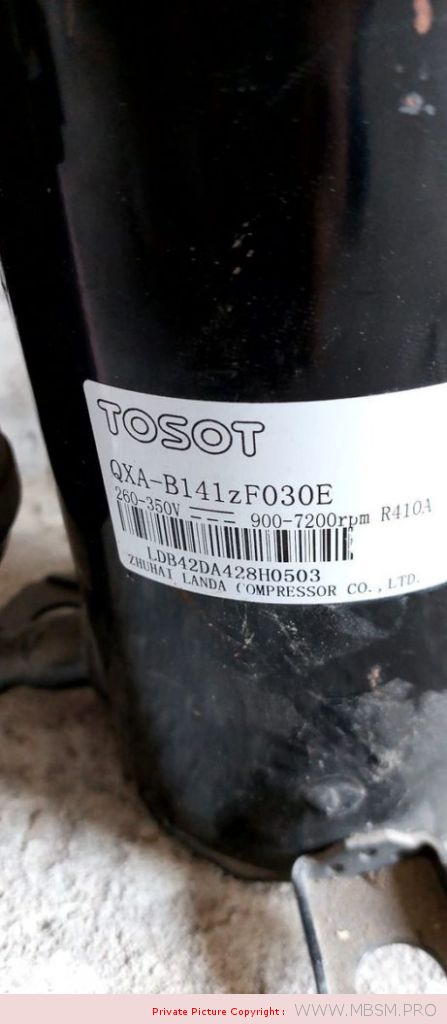 TOSOT
QXA-B141zF030E
260-350V 900-7200rpm R410A
LDB42DA428H0503
ZHUHAI LANDA COMPRESSOR CO., LTD.
Private Picture Copyright : WWW.MBSM.PRO